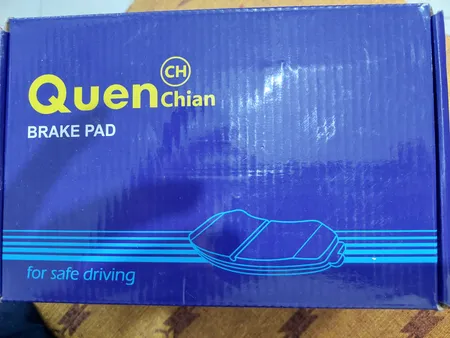 CH
Quen Chian
BRAKE PAD
for safe driving